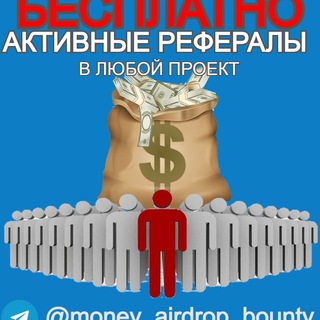 БЕСПЛАТНО
АКТИВНЫЕ РЕФЕРАЛЫ
В ЛЮБОЙ ПРОЕКТ
$
@money_airdrop_bounty